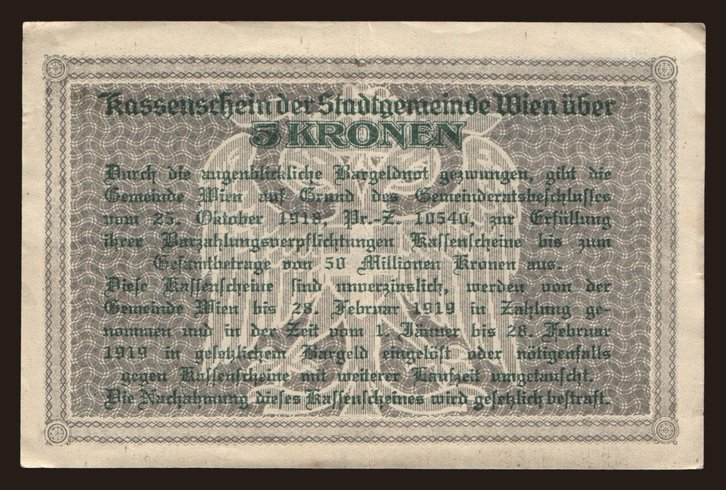 Kassenschein der Stadtgemeinde Wien über
5 KRONEN
Durch die augenblickliche Bargeldnot gezwungen, gibt die
Gemeinde Wien auf Grund des Gemeinderatsbeschlusses
vom 25. Oktober 1918, Pr.-Z. 10540, zur Erfüllung
ihrer Barzahlungsverpflichtungen Kassenscheine bis zum
Gesamtbetrage von 50 Millionen Kronen aus.
Diese Kassenscheine sind unverzinslich, werden von der
Gemeinde Wien bis 28. Februar 1919 in Zahlung ge-
nommen und in der Zeit vom 1. Jänner bis 28. Februar
1919 in gesetzlichem Bargeld eingelöst oder nötigenfalls
gegen Kassenscheine mit weiterer Laufzeit umgetauscht.
Die Nachahmung dieses Kassenscheines wird gesetzlich bestraft.